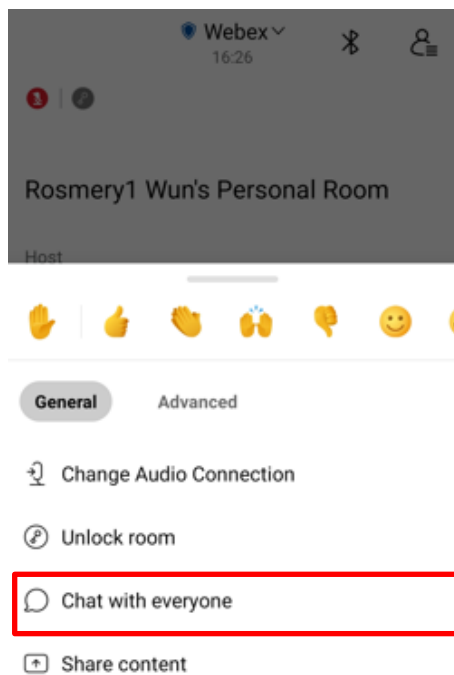 Webex
16:26
Rosmery1 Wun's Personal Room
Host
General
Advanced
Change Audio Connection
Unlock room
Chat with everyone
Share content